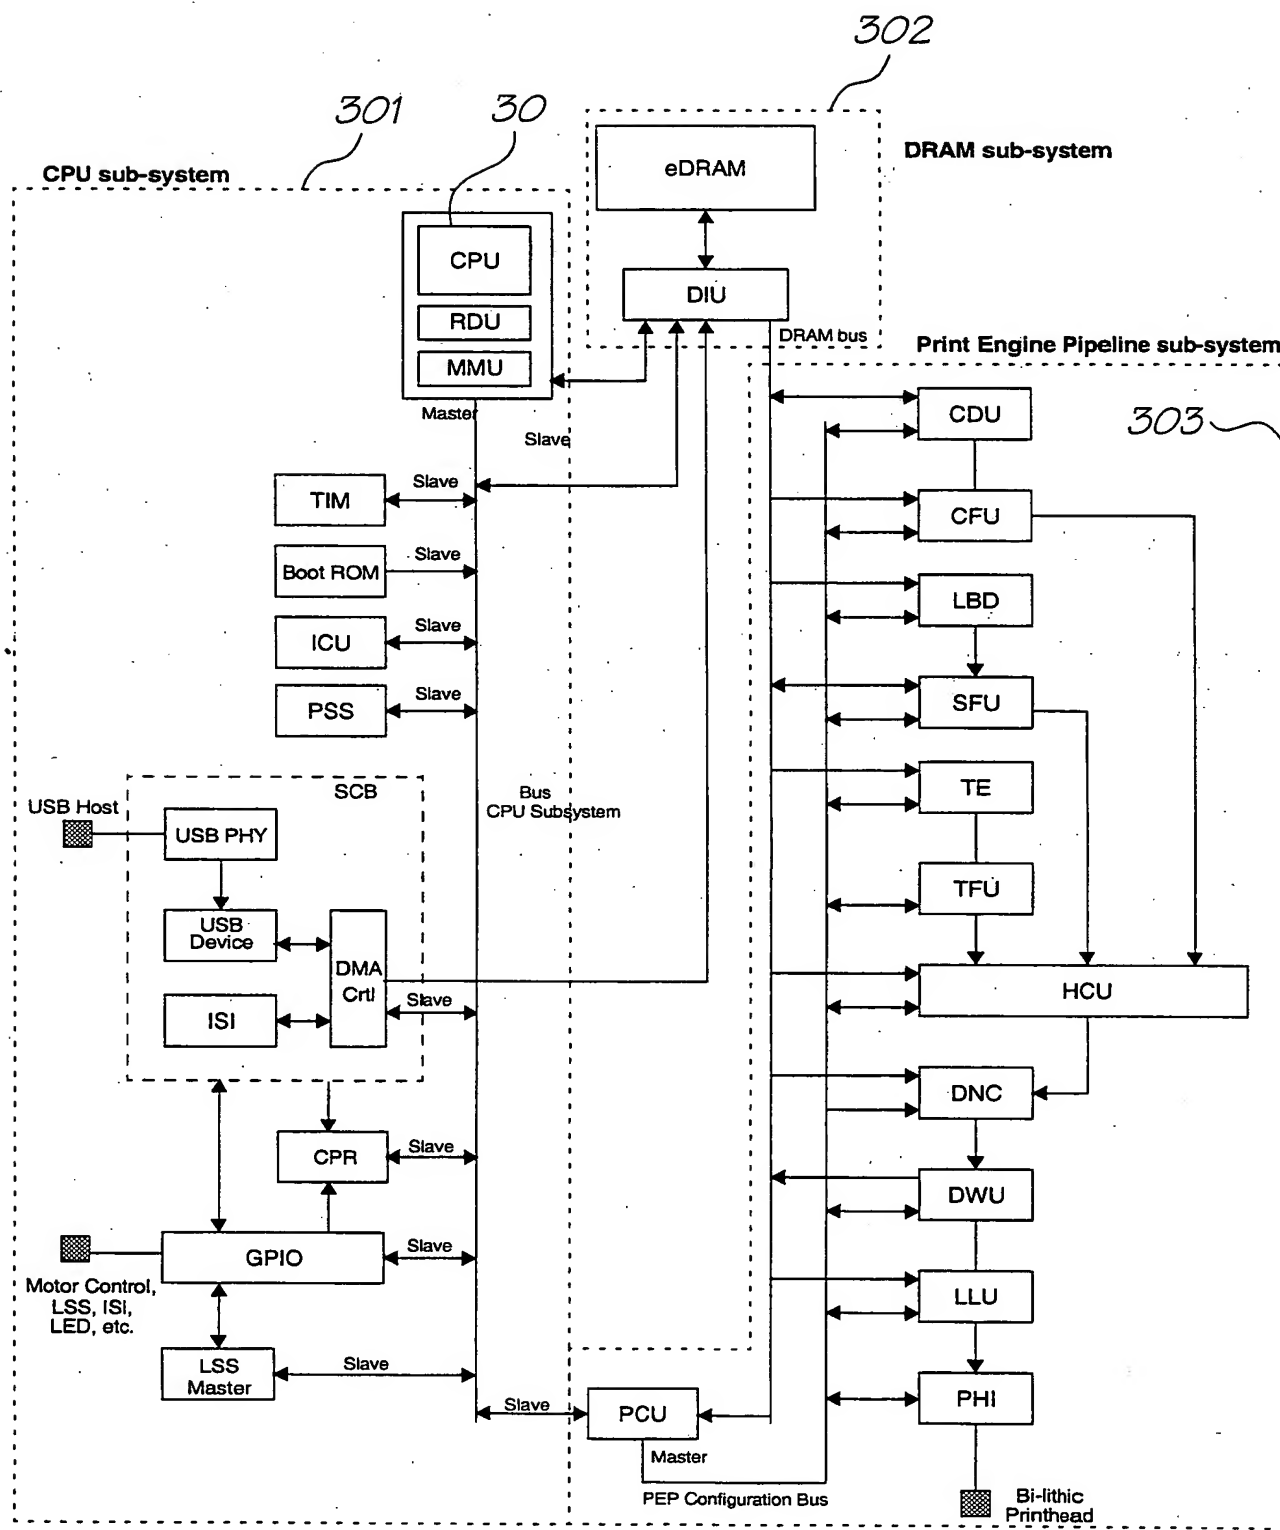 302
301
30
CPU sub-system
DRAM sub-system
eDRAM
CPU
DIU
RDU
MMU
DRAM bus
Print Engine Pipeline sub-system
Master
Slave
CDU
303
TIM
Slave
CFU
Boot ROM
Slave
LBD
ICU
Slave
PSS
Slave
SFU
SCB
USB Host
USB PHY
Bus
CPU Subsystem
TE
TFU
USB
Device
DMA
Crtl
Slave
ISI
HCU
DNC
CPR
Slave
DWU
GPIO
Slave
Motor Control,
LSS, ISI,
LED, etc.
LLU
LSS
Master
Slave
Slave
PCU
PHI
Master
PEP Configuration Bus
Bi-lithic
Printhead